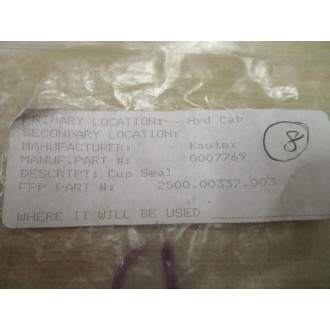 PRIMARY LOCATION: Hyd Cab
SECONDARY LOCATION:
MANUFACTURER: Kautex
MANUF.PART #: 0007769
DESCRIPT: Cup Seal
FPP PART #: 2500.00337.003
WHERE IT WILL BE USED
8